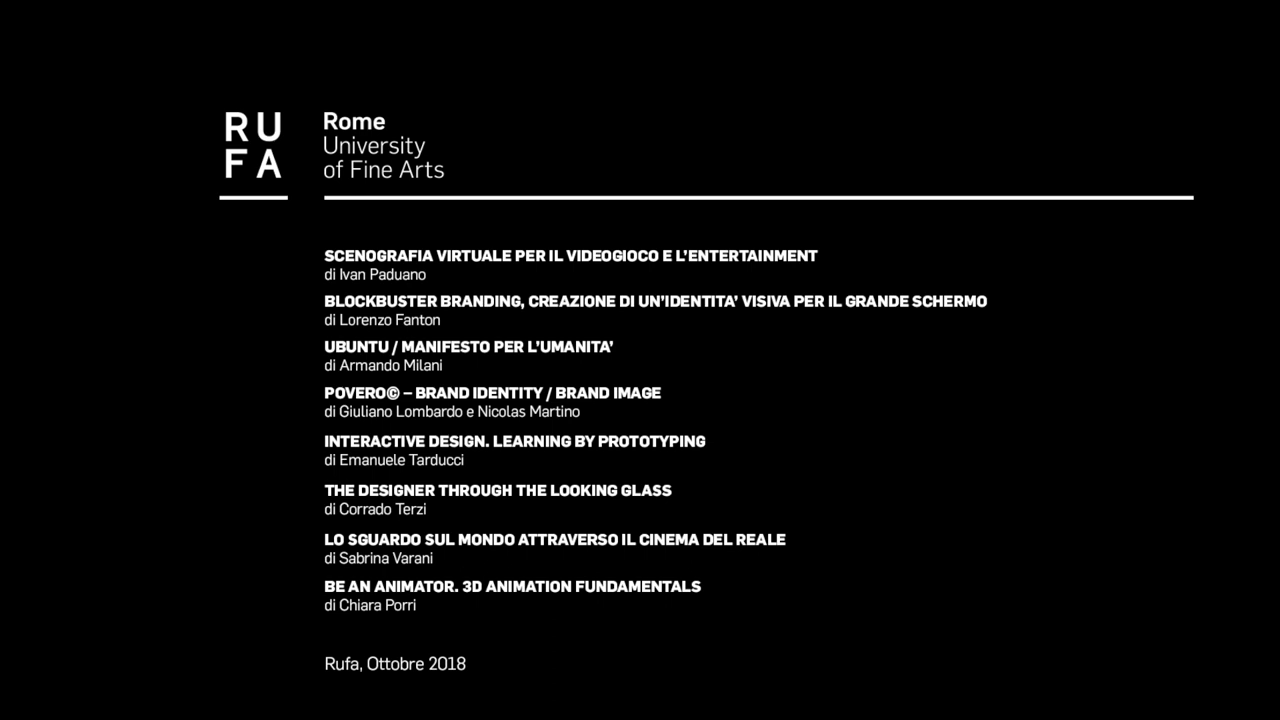 RU
FA
Rome
University
of Fine Arts
SCENOGRAFIA VIRTUALE PER IL VIDEOGIOCO E L’ENTERTAINMENT
di Ivan Paduano
BLOCKBUSTER BRANDING, CREAZIONE DI UN’IDENTITA’ VISIVA PER IL GRANDE SCHERMO
di Lorenzo Fanton
UBUNTU / MANIFESTO PER L’UMANITA’
di Armando Milani
POVERO© – BRAND IDENTITY / BRAND IMAGE
di Giuliano Lombardo e Nicolas Martino
INTERACTIVE DESIGN. LEARNING BY PROTOTYPING
di Emanuele Tarducci
THE DESIGNER THROUGH THE LOOKING GLASS
di Corrado Terzi
LO SGUARDO SUL MONDO ATTRAVERSO IL CINEMA DEL REALE
di Sabrina Varani
BE AN ANIMATOR. 3D ANIMATION FUNDAMENTALS
di Chiara Porri
Rufa, Ottobre 2018